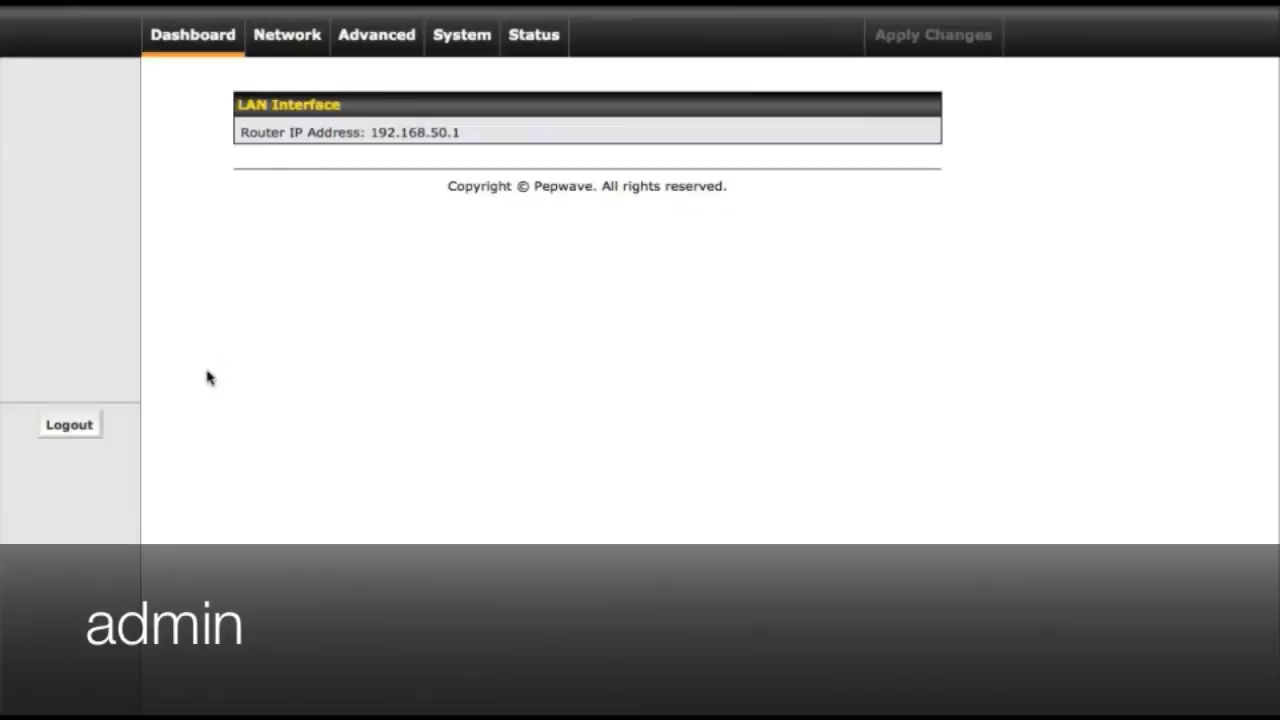 Dashboard Network Advanced System Status Apply Changes
LAN Interface
Router IP Address: 192.168.50.1
Copyright © Pepwave. All rights reserved.
Logout
admin